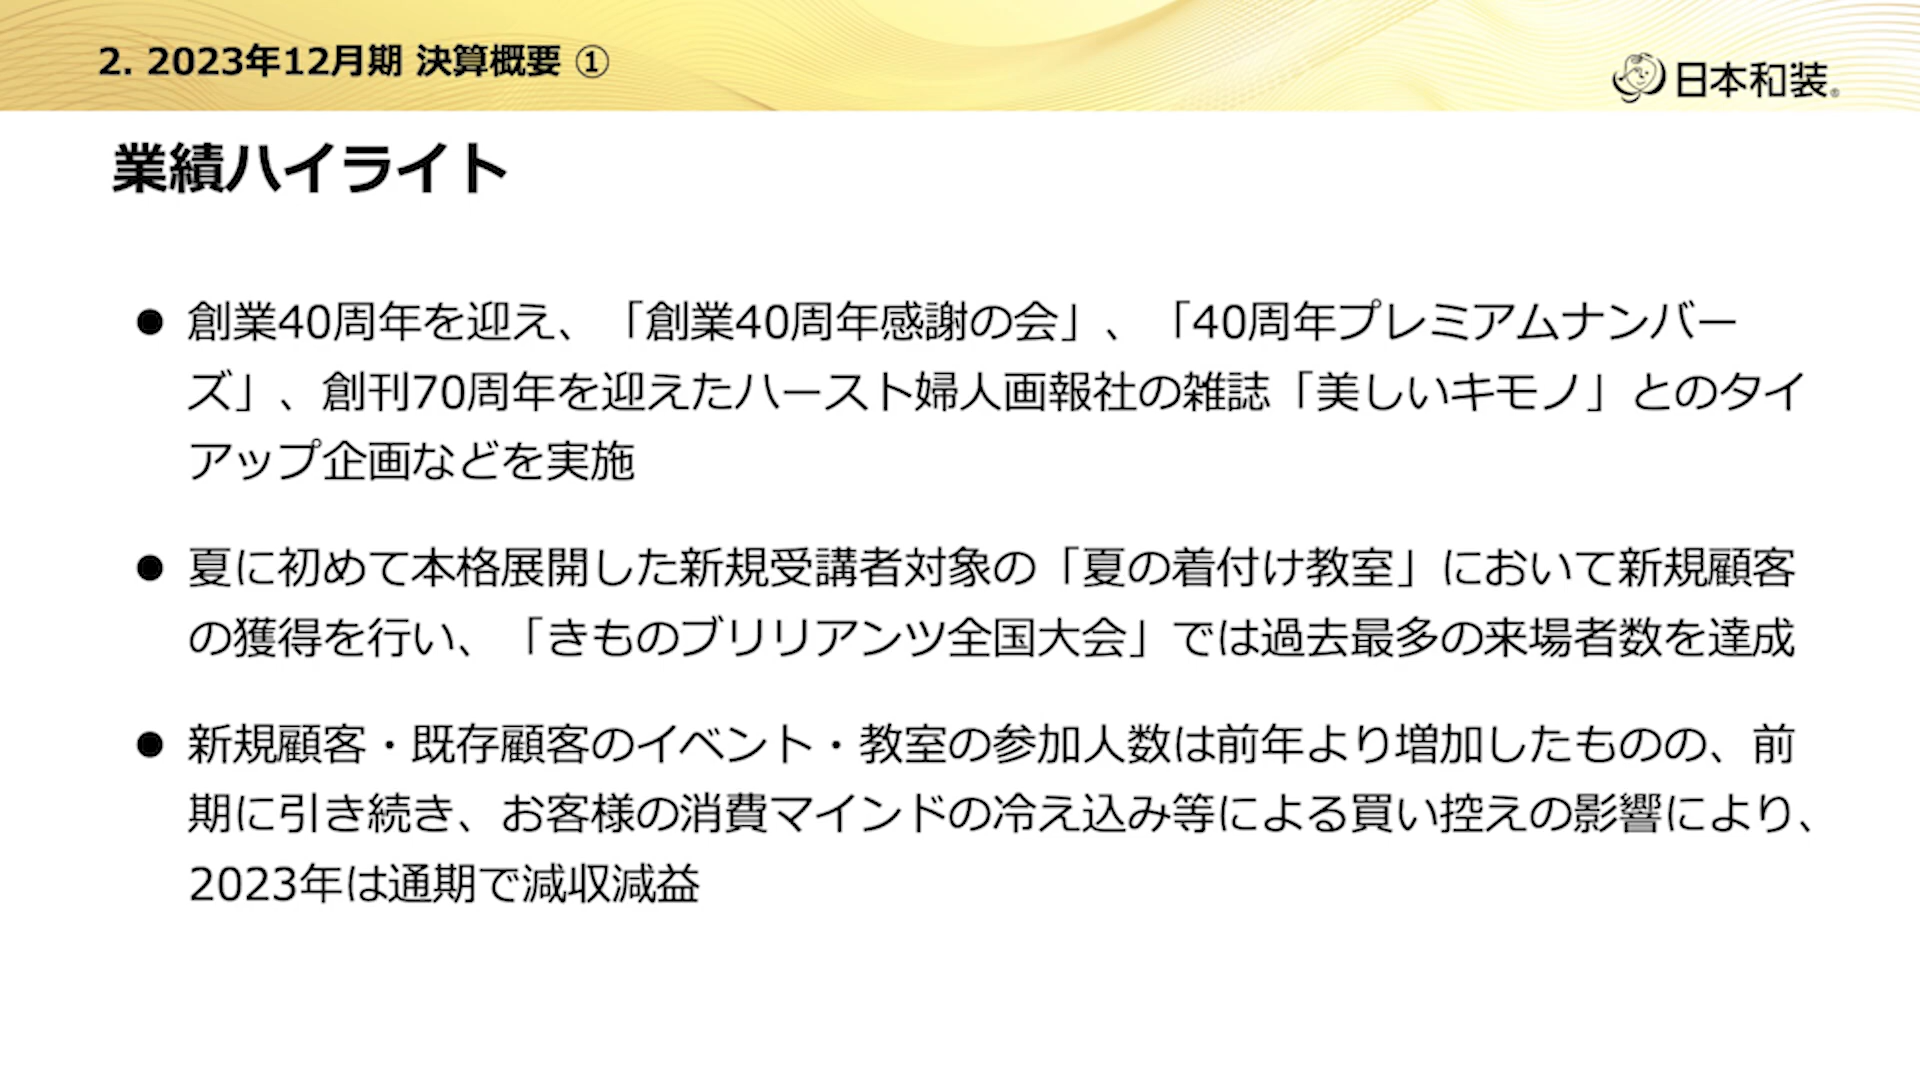 2. 2023年12月期 決算概要 ①
日本和装®
業績ハイライト
● 創業40周年を迎え、「創業40周年感謝の会」、「40周年プレミアムナンバー
ズ」、創刊70周年を迎えたハースト婦人画報社の雑誌「美しいキモノ」とのタイ
アップ企画などを実施
● 夏に初めて本格展開した新規受講者対象の「夏の着付け教室」において新規顧客
の獲得を行い、「きものブリリアンツ全国大会」では過去最多の来場者数を達成
● 新規顧客・既存顧客のイベント・教室の参加人数は前年より増加したものの、前
期に引き続き、お客様の消費マインドの冷え込み等による買い控えの影響により、
2023年は通期で減収減益